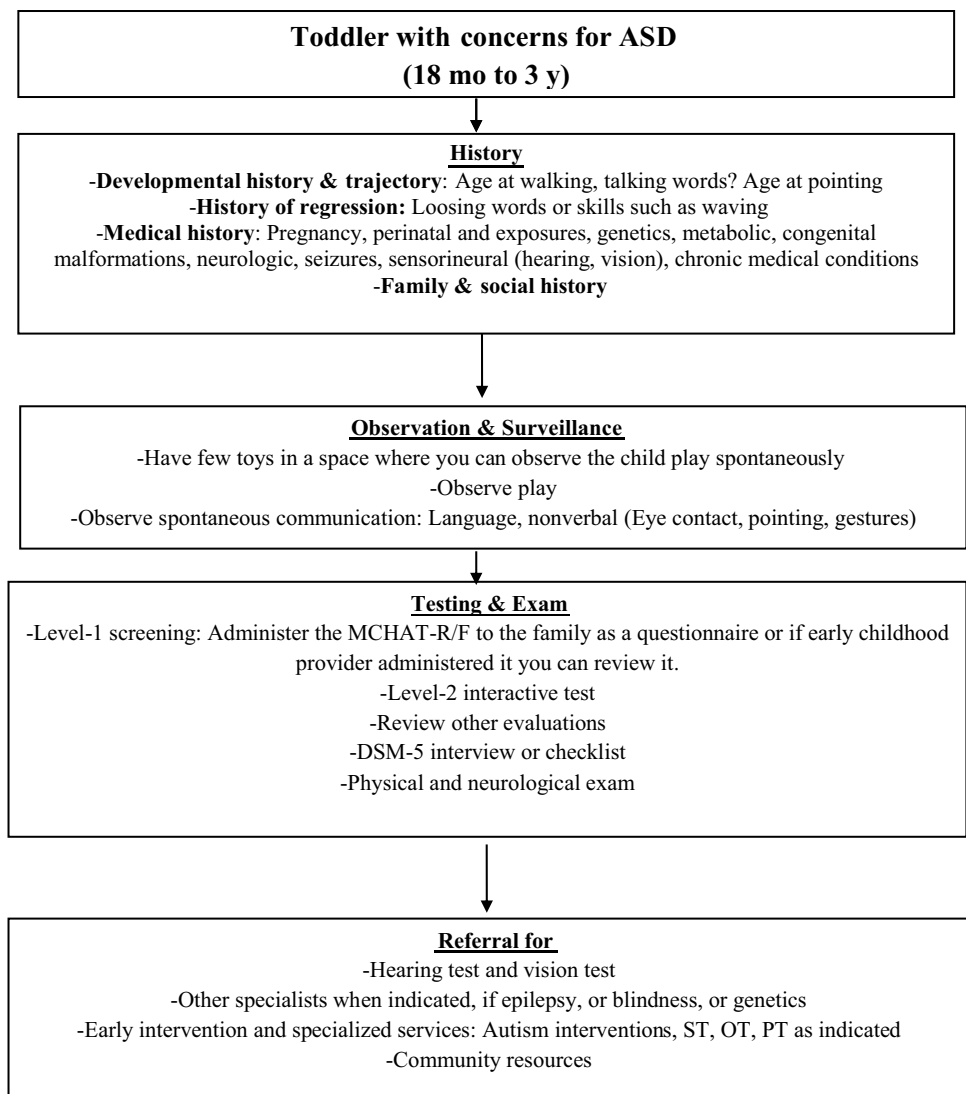 Toddler with concerns for ASD
(18 mo to 3 y)
History
-Developmental history & trajectory: Age at walking, talking words? Age at pointing
-History of regression: Loosing words or skills such as waving
-Medical history: Pregnancy, perinatal and exposures, genetics, metabolic, congenital
malformations, neurologic, seizures, sensorineural (hearing, vision), chronic medical conditions
-Family & social history
Observation & Surveillance
-Have few toys in a space where you can observe the child play spontaneously
-Observe play
-Observe spontaneous communication: Language, nonverbal (Eye contact, pointing, gestures)
Testing & Exam
-Level-1 screening: Administer the MCHAT-R/F to the family as a questionnaire or if early childhood
provider administered it you can review it.
-Level-2 interactive test
-Review other evaluations
-DSM-5 interview or checklist
-Physical and neurological exam
Referral for
-Hearing test and vision test
-Other specialists when indicated, if epilepsy, or blindness, or genetics
-Early intervention and specialized services: Autism interventions, ST, OT, PT as indicated
-Community resources